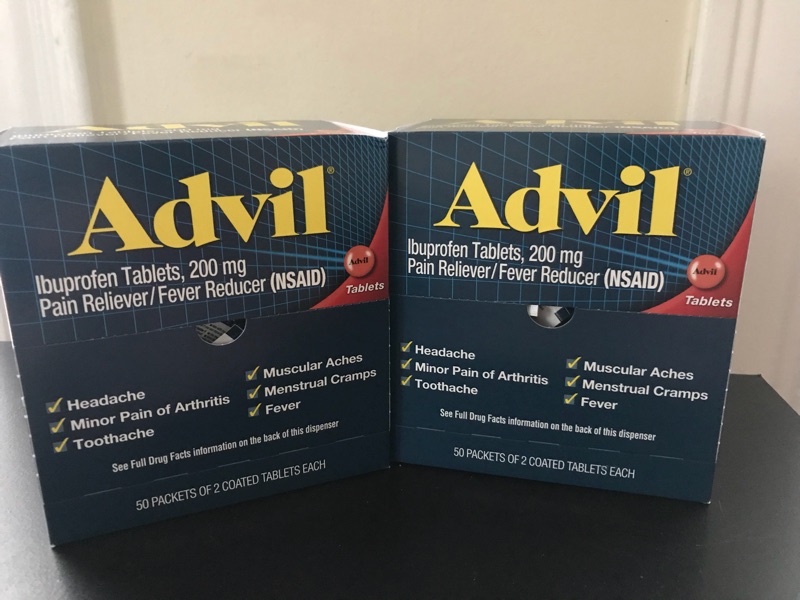 Advil®
Ibuprofen Tablets, 200 mg
Pain Reliever/Fever Reducer (NSAID)
Advil
Tablets
Headache
Minor Pain of Arthritis
Toothache
Muscular Aches
Menstrual Cramps
Fever
See Full Drug Facts information on the back of this dispenser
50 PACKETS OF 2 COATED TABLETS EACH
Advil
Advil®
Ibuprofen Tablets, 200 mg
Pain Reliever/Fever Reducer (NSAID)
Advil
Tablets
Headache
Minor Pain of Arthritis
Toothache
Muscular Aches
Menstrual Cramps
Fever
See Full Drug Facts information on the back of this dispenser
50 PACKETS OF 2 COATED TABLETS EACH